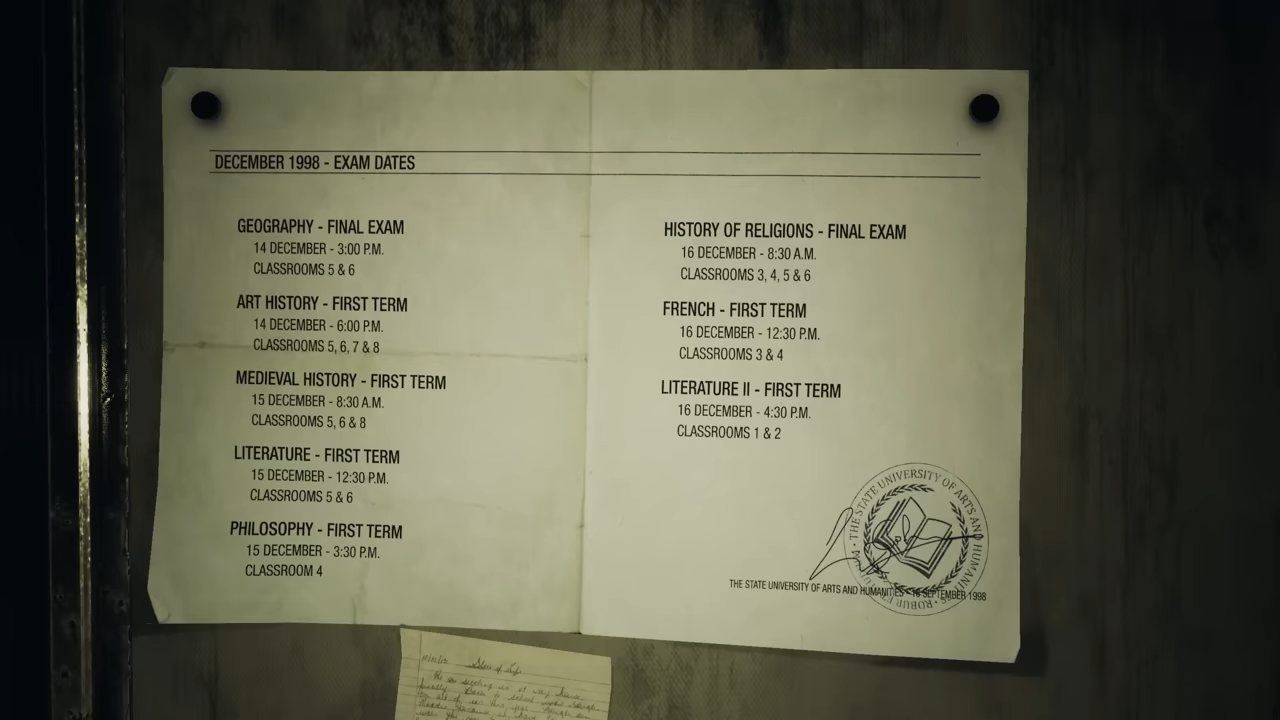 DECEMBER 1998 - EXAM DATES
GEOGRAPHY - FINAL EXAM
14 DECEMBER - 3:00 P.M.
CLASSROOMS 5 & 6
ART HISTORY - FIRST TERM
14 DECEMBER - 6:00 P.M.
CLASSROOMS 5, 6, 7 & 8
MEDIEVAL HISTORY - FIRST TERM
15 DECEMBER - 8:30 A.M.
CLASSROOMS 5, 6 & 8
LITERATURE - FIRST TERM
15 DECEMBER - 12:30 P.M.
CLASSROOMS 5 & 6
PHILOSOPHY - FIRST TERM
15 DECEMBER - 3:30 P.M.
CLASSROOM 4
HISTORY OF RELIGIONS - FINAL EXAM
16 DECEMBER - 8:30 A.M.
CLASSROOMS 3, 4, 5 & 6
FRENCH - FIRST TERM
16 DECEMBER - 12:30 P.M.
CLASSROOMS 3 & 4
LITERATURE II - FIRST TERM
16 DECEMBER - 4:30 P.M.
CLASSROOMS 1 & 2
THE STATE UNIVERSITY OF ARTS AND HUMANITIES
THE STATE UNIVERSITY OF ARTS AND HUMANITIES - SEPTEMBER 1998